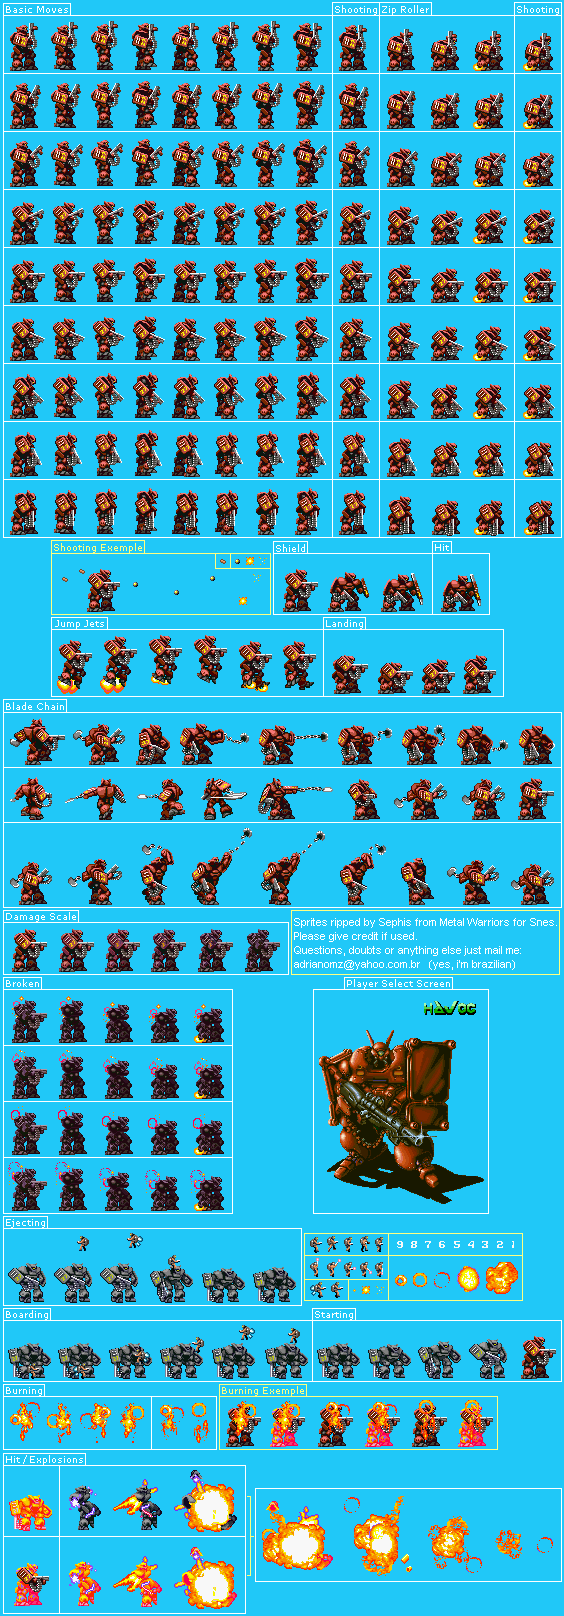 Basic Moves
Shooting
Zip Roller
Shooting
Shooting Exemple
Shield
Hit
Jump Jets
Landing
Blade Chain
Damage Scale
Sprites ripped by Sephis from Metal Warriors for Snes.
Please give credit if used.
Questions, doubts or anything else just mail me:
adrianomz@yahoo.com.br (yes, i'm brazilian)
Broken
Player Select Screen
HAVOC
Ejecting
9 8 7 6 5 4 3 2 1
Boarding
Starting
Burning
Burning Exemple
Hit / Explosions